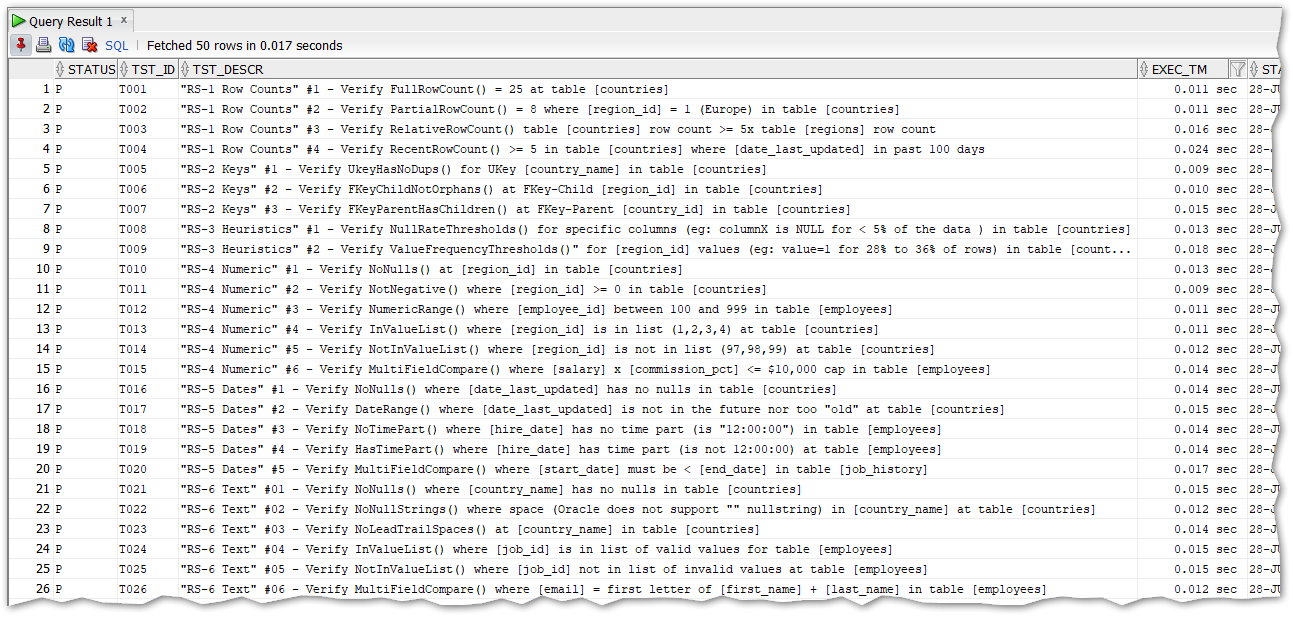 Query Result 1 x
SQL | Fetched 50 rows in 0.017 seconds
STATUS TST_ID TST_DESCR EXEC_TM STA
1 P T001 "RS-1 Row Counts" #1 - Verify FullRowCount() = 25 at table [countries] 0.011 sec 28-JU
2 P T002 "RS-1 Row Counts" #2 - Verify PartialRowCount() = 8 where [region_id] = 1 (Europe) in table [countries] 0.011 sec 28-JU
3 P T003 "RS-1 Row Counts" #3 - Verify RelativeRowCount() table [countries] row count >= 5x table [regions] row count 0.016 sec 28-
4 P T004 "RS-1 Row Counts" #4 - Verify RecentRowCount() >= 5 in table [countries] where [date_last_updated] in past 100 days 0.024 sec 28-
5 P T005 "RS-2 Keys" #1 - Verify UkeyHasNoDups() for UKey [country_name] in table [countries] 0.009 sec 28-JU
6 P T006 "RS-2 Keys" #2 - Verify FKeyChildNotOrphans() at FKey-Child [region_id] in table [countries] 0.010 sec 28-JU
7 P T007 "RS-2 Keys" #3 - Verify FKeyParentHasChildren() at FKey-Parent [country_id] in table [countries] 0.015 sec 28-JU
8 P T008 "RS-3 Heuristics" #1 - Verify NullRateThresholds() for specific columns (eg: columnX is NULL for < 5% of the data ) in table [countries] 0.013 sec 28-JU
9 P T009 "RS-3 Heuristics" #2 - Verify ValueFrequencyThresholds()" for [region_id] values (eg: value=1 for 28% to 36% of rows) in table [count... 0.018 sec 28-
10 P T010 "RS-4 Numeric" #1 - Verify NoNulls() at [region_id] in table [countries] 0.013 sec 28-
11 P T011 "RS-4 Numeric" #2 - Verify NotNegative() where [region_id] >= 0 in table [countries] 0.009 sec 28-JU
12 P T012 "RS-4 Numeric" #3 - Verify NumericRange() where [employee_id] between 100 and 999 in table [employees] 0.011 sec 28-JU
13 P T013 "RS-4 Numeric" #4 - Verify InValueList() where [region_id] is in list (1,2,3,4) at table [countries] 0.011 sec 28-JU
14 P T014 "RS-4 Numeric" #5 - Verify NotInValueList() where [region_id] is not in list (97,98,99) at table [countries] 0.012 sec 28-JU
15 P T015 "RS-4 Numeric" #6 - Verify MultiFieldCompare() where [salary] x [commission_pct] <= $10,000 cap in table [employees] 0.014 sec 28-JU
16 P T016 "RS-5 Dates" #1 - Verify NoNulls() where [date_last_updated] has no nulls in table [countries] 0.014 sec 28-JU
17 P T017 "RS-5 Dates" #2 - Verify DateRange() where [date_last_updated] is not in the future nor too "old" at table [countries] 0.015 sec 28-JU
18 P T018 "RS-5 Dates" #3 - Verify NoTimePart() where [hire_date] has no time part (is "12:00:00") in table [employees] 0.014 sec 28-JU
19 P T019 "RS-5 Dates" #4 - Verify HasTimePart() where [hire_date] has time part (is not 12:00:00) at table [employees] 0.014 sec 28-JU
20 P T020 "RS-5 Dates" #5 - Verify MultiFieldCompare() where [start_date] must be < [end_date] in table [job_history] 0.017 sec 28-
21 P T021 "RS-6 Text" #01 - Verify NoNulls() where [country_name] has no nulls in table [countries] 0.015 sec 28-JU
22 P T022 "RS-6 Text" #02 - Verify NoNullStrings() where space (Oracle does not support "" nullstring) in [country_name] at table [countries] 0.012 sec 28-JU
23 P T023 "RS-6 Text" #03 - Verify NoLeadTrailSpaces() at [country_name] in table [countries] 0.014 sec 28-JU
24 P T024 "RS-6 Text" #04 - Verify InValueList() where [job_id] is in list of valid values for table [employees] 0.015 sec 28-JU
25 P T025 "RS-6 Text" #05 - Verify NotInValueList() where [job_id] not in list of invalid values at table [employees] 0.015 sec 28-JU
26 P T026 "RS-6 Text" #06 - Verify MultiFieldCompare() where [email] = first letter of [first_name] + [last_name] in table [employees] 0.012 sec 28-JU